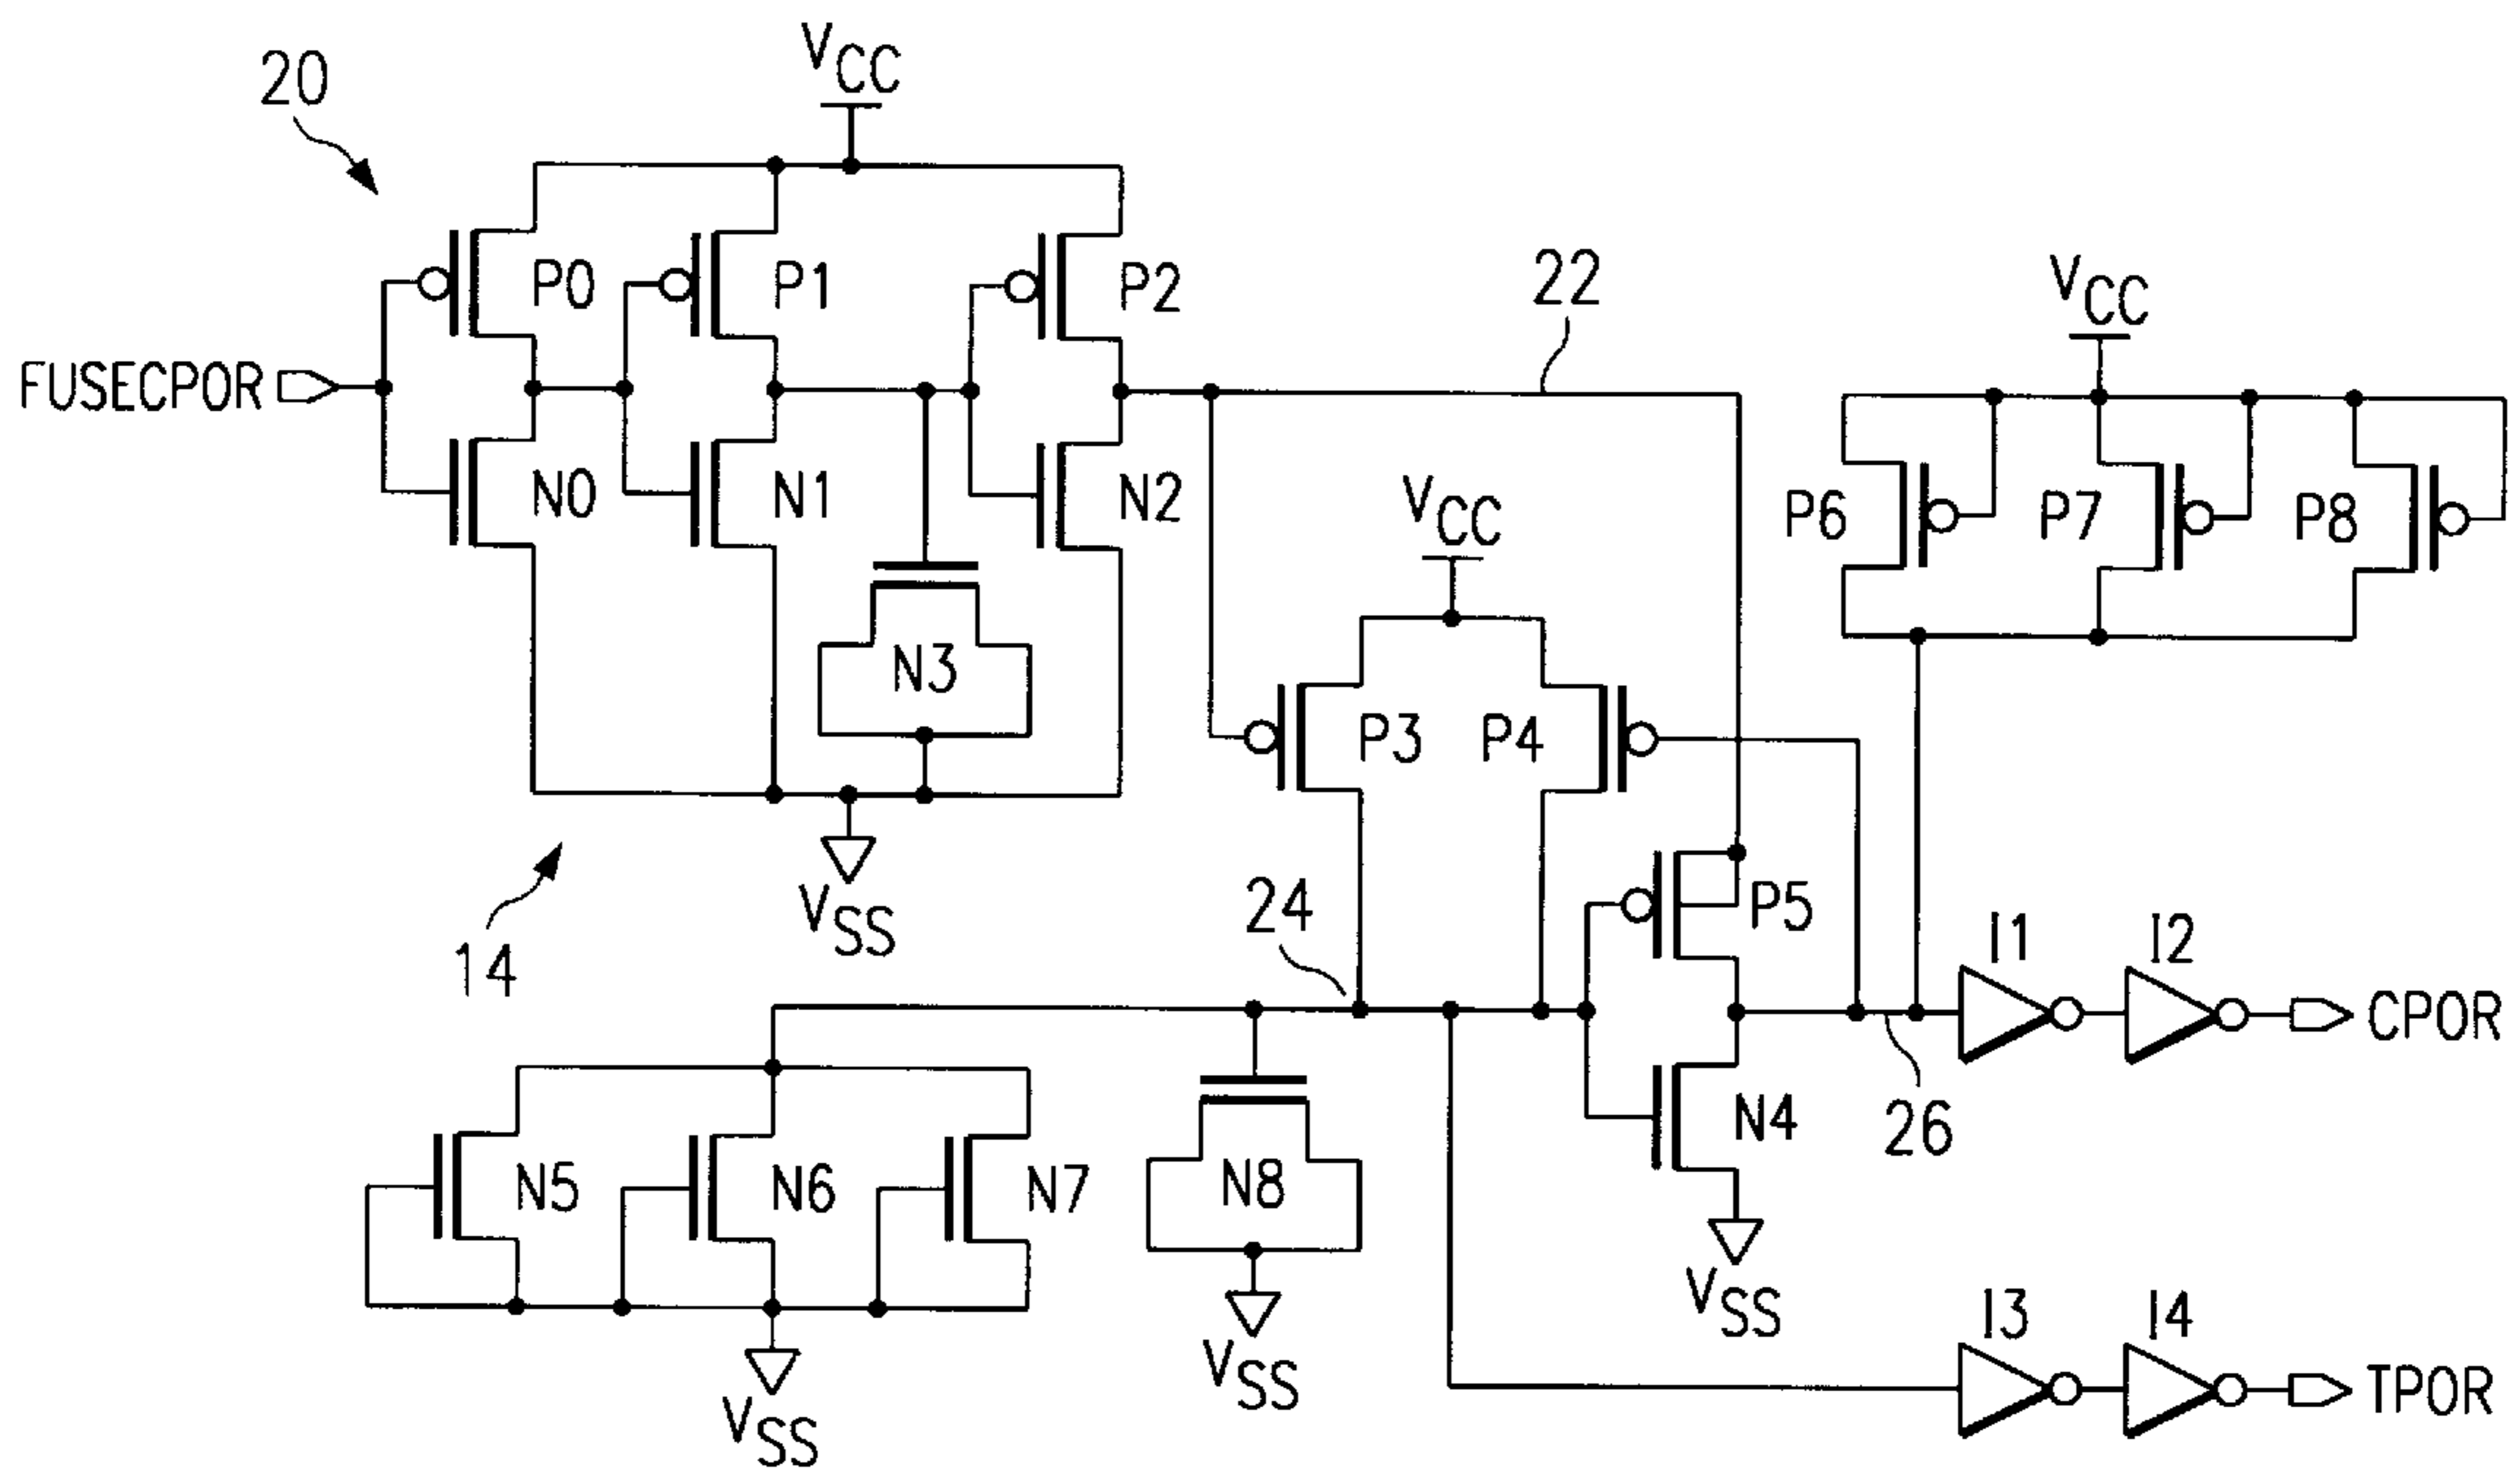 20
VCC
P0
P1
P2
22
VCC
FUSECPOR
N0
N1
N2
P6
P7
P8
VCC
N3
P3
P4
14
VSS
24
P5
I1
I2
CPOR
N4
26
N5
N6
N7
N8
VSS
VSS
VSS
I3
I4
TPOR